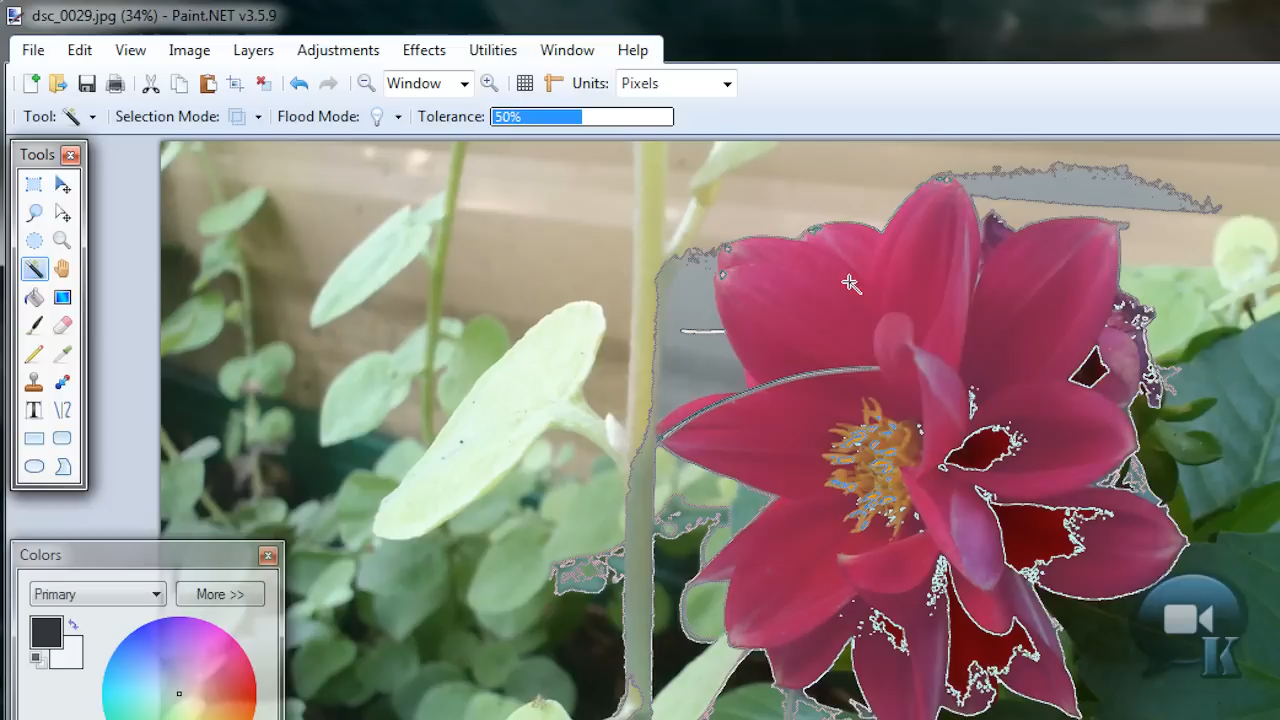 dsc_0029.jpg (34%) - Paint.NET v3.5.9
File Edit View Image Layers Adjustments Effects Utilities Window Help
Window Units: Pixels
Tool: Selection Mode: Flood Mode: Tolerance: 50%
Tools
Colors
Primary More >>
K